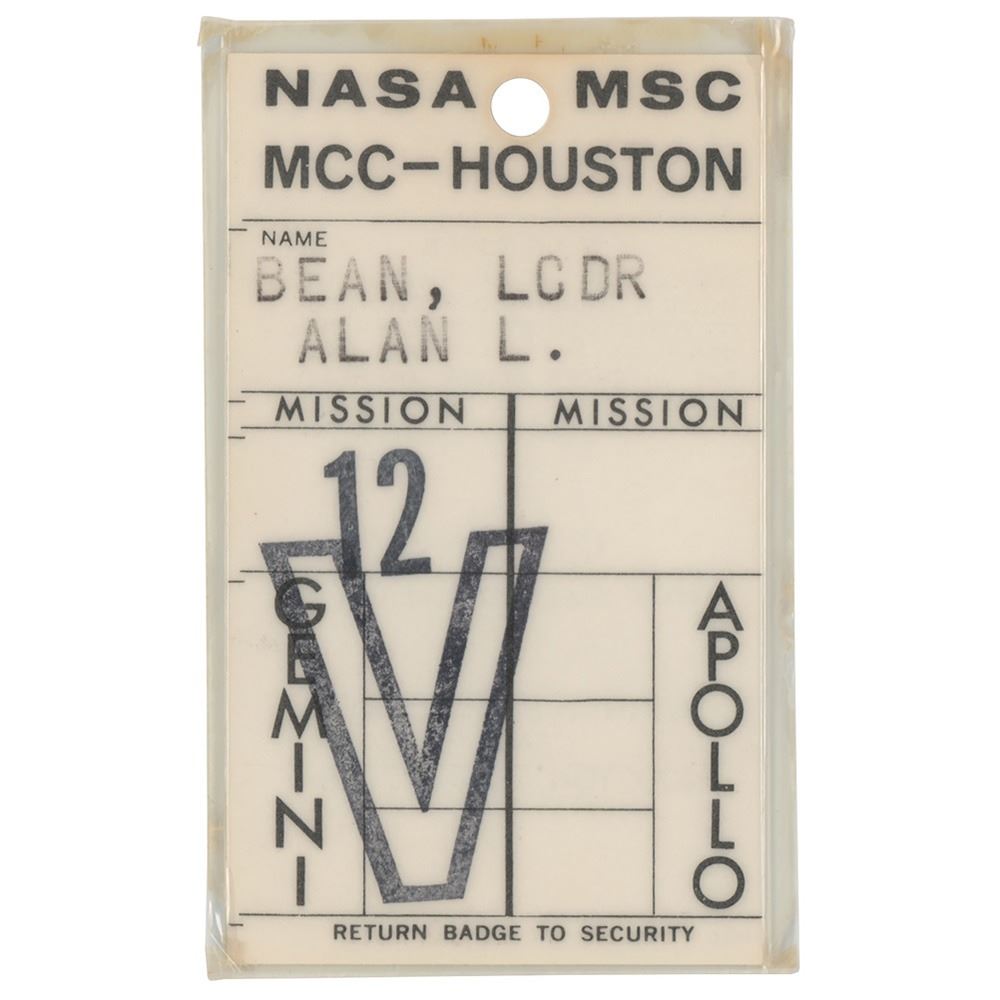 NASA MSC
MCC-HOUSTON
NAME
BEAN, LCDR
ALAN L.
MISSION MISSION
12
V
GEMINI
APOLLO
RETURN BADGE TO SECURITY